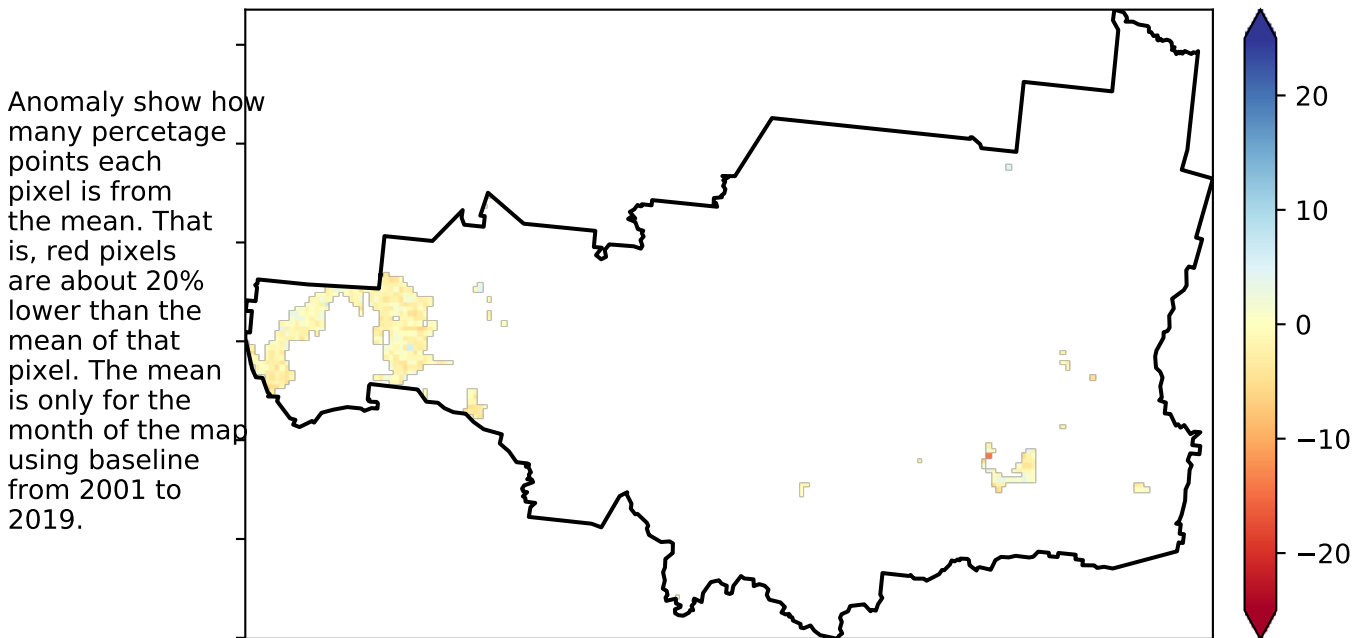 Anomaly show how
many percetage
points each
pixel is from
the mean. That
is, red pixels
are about 20%
lower than the
mean of that
pixel. The mean
is only for the
month of the map
using baseline
from 2001 to
2019.
20
10
0
−10
−20